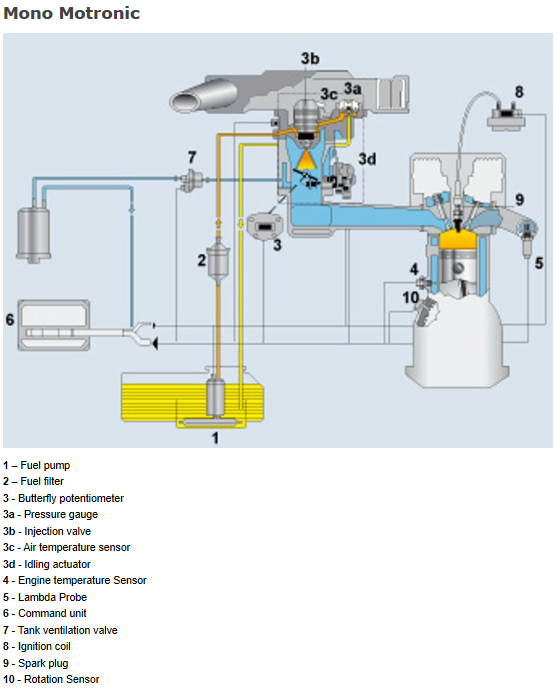 Mono Motronic
3b
3c
3a
8
3d
7
9
3
2
4
5
10
6
1
1 – Fuel pump
2 – Fuel filter
3 - Butterfly potentiometer
3a - Pressure gauge
3b - Injection valve
3c - Air temperature sensor
3d - Idling actuator
4 - Engine temperature Sensor
5 - Lambda Probe
6 - Command unit
7 - Tank ventilation valve
8 - Ignition coil
9 - Spark plug
10 - Rotation Sensor